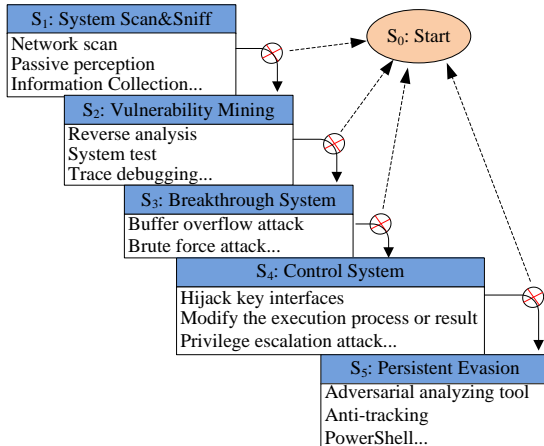 S₁: System Scan&Sniff
Network scan
Passive perception
Information Collection...
S₀: Start
S₂: Vulnerability Mining
Reverse analysis
System test
Trace debugging...
S₃: Breakthrough System
Buffer overflow attack
Brute force attack...
S₄: Control System
Hijack key interfaces
Modify the execution process or result
Privilege escalation attack...
S₅: Persistent Evasion
Adversarial analyzing tool
Anti-tracking
PowerShell...